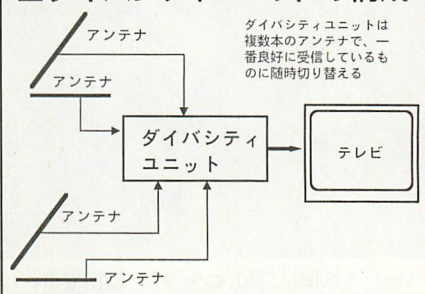 アンテナ
アンテナ
ダイバシティユニットは
複数本のアンテナで、一
番良好に受信しているも
のに随時切り替える
ダイバシティ
ユニット
テレビ
アンテナ
アンテナ